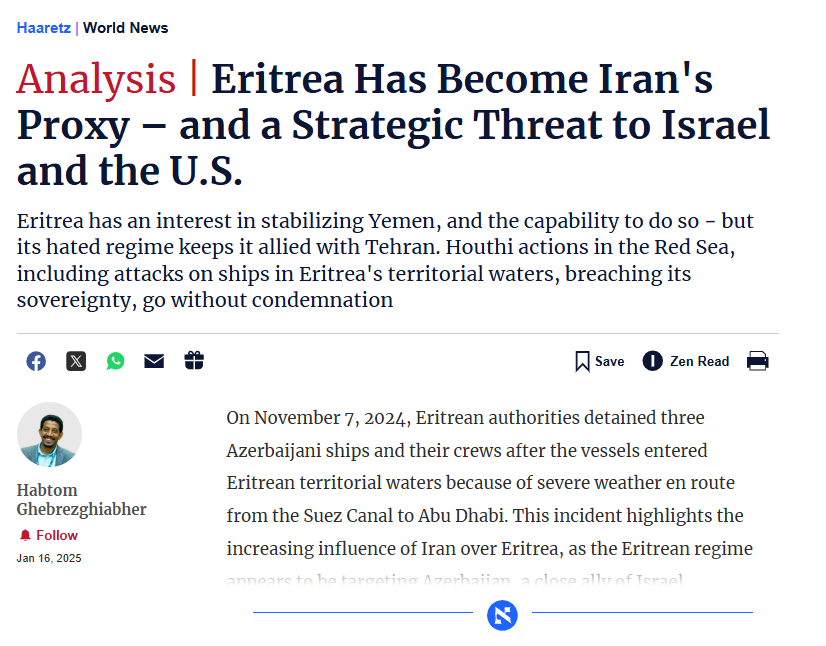 Haaretz | World News
Analysis | Eritrea Has Become Iran's
Proxy – and a Strategic Threat to Israel
and the U.S.
Eritrea has an interest in stabilizing Yemen, and the capability to do so - but
its hated regime keeps it allied with Tehran. Houthi actions in the Red Sea,
including attacks on ships in Eritrea's territorial waters, breaching its
sovereignty, go without condemnation
Save Zen Read
Habtom
Ghebrezghiabher
Follow
Jan 16, 2025
On November 7, 2024, Eritrean authorities detained three
Azerbaijani ships and their crews after the vessels entered
Eritrean territorial waters because of severe weather en route
from the Suez Canal to Abu Dhabi. This incident highlights the
increasing influence of Iran over Eritrea, as the Eritrean regime
appears to be targeting Azerbaijan, a close ally of Israel